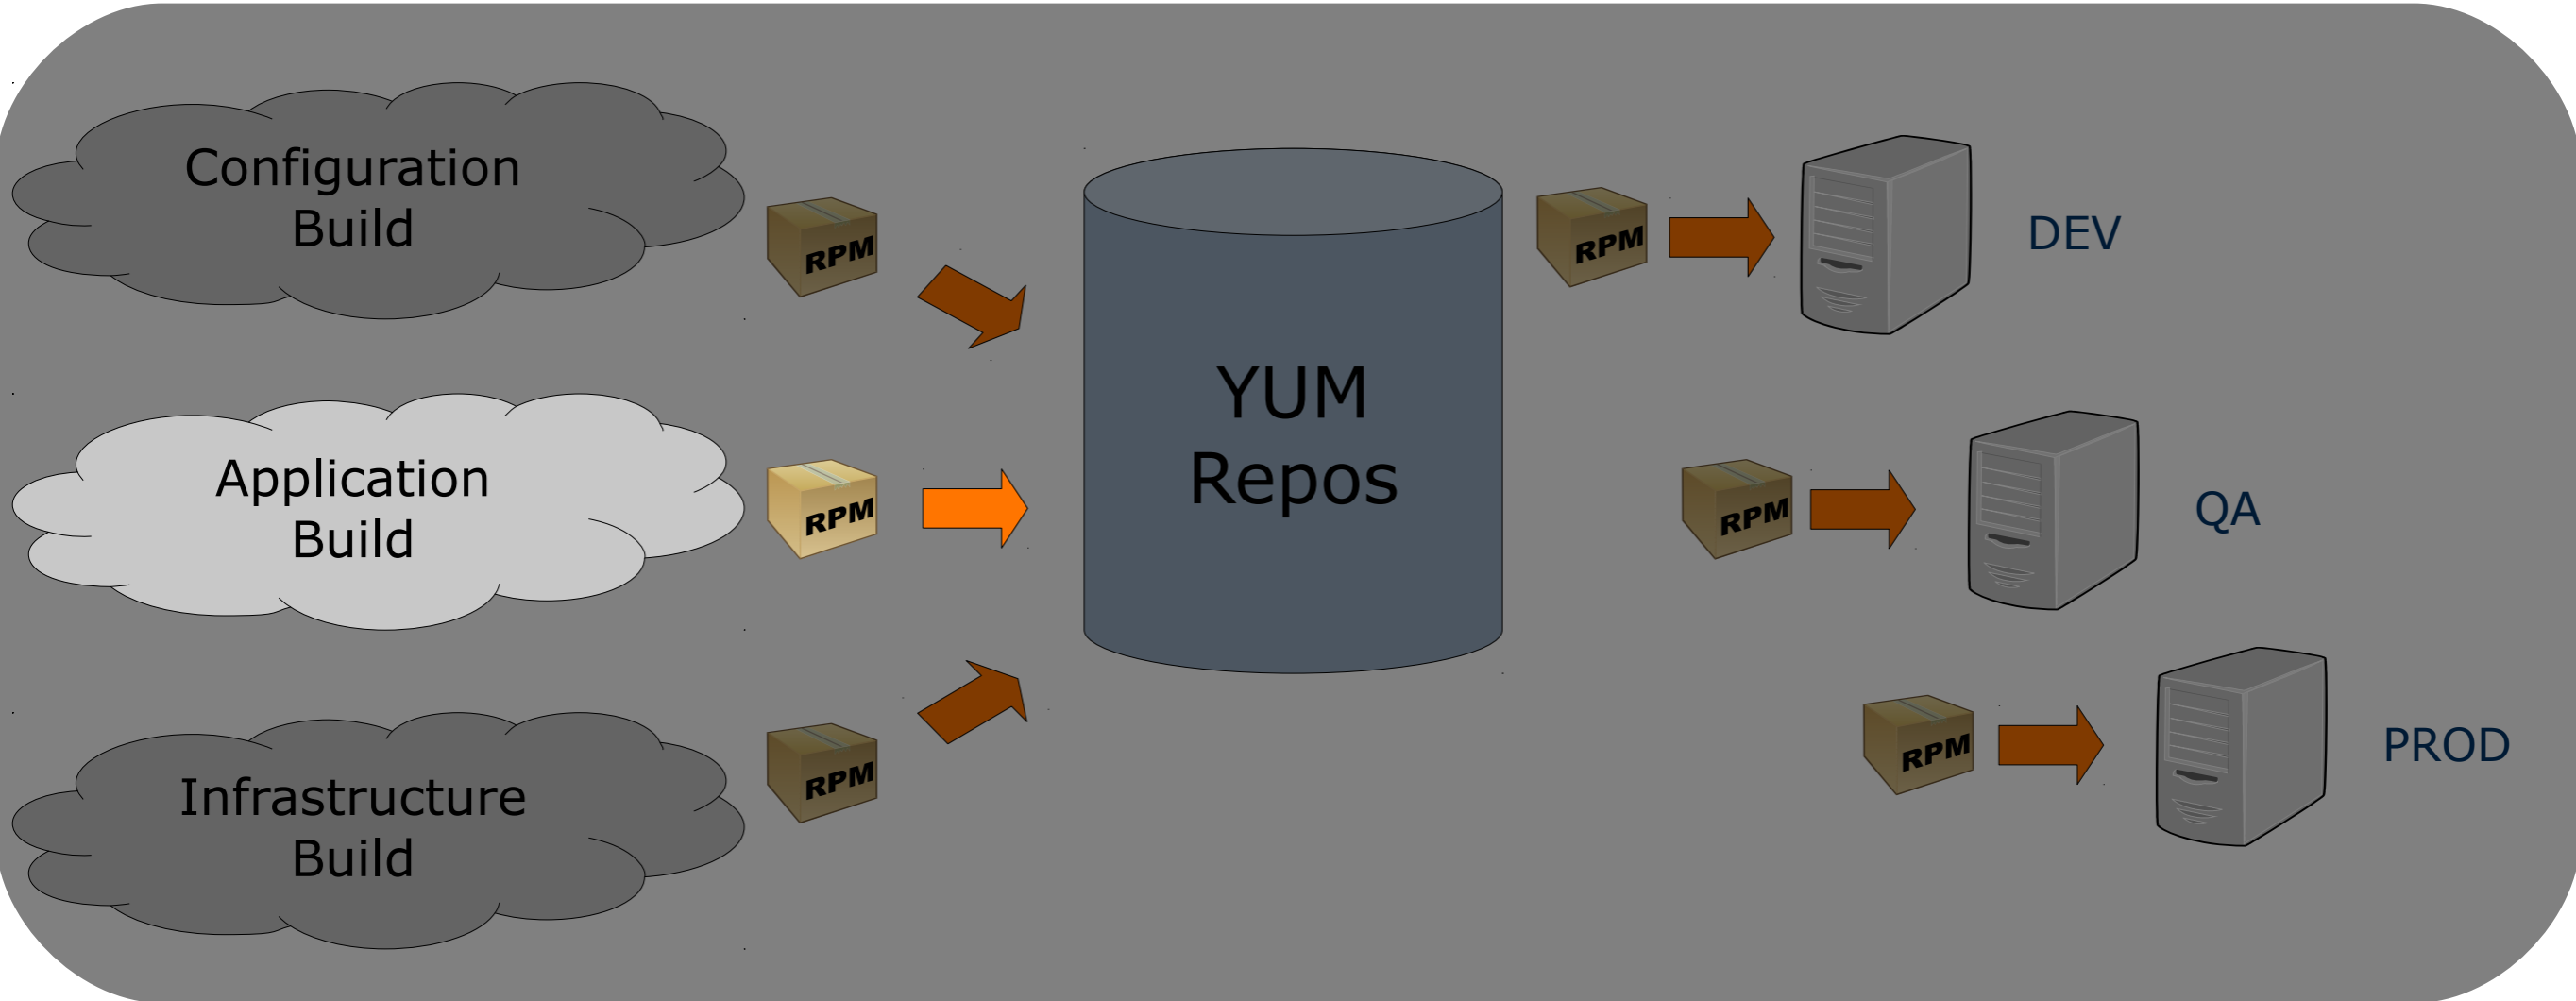 Configuration
Build
RPM
Application
Build
RPM
Infrastructure
Build
RPM
YUM
Repos
RPM
DEV
RPM
QA
RPM
PROD